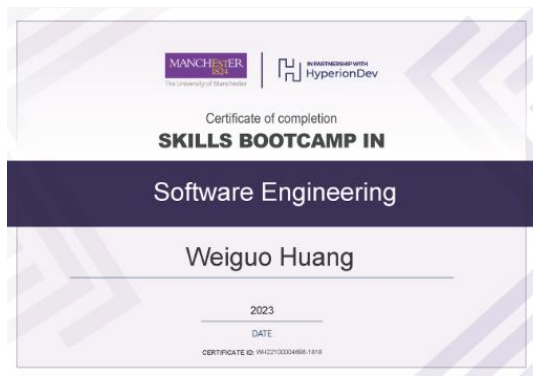 MANCHESTER
1824
The University of Manchester
IN PARTNERSHIP WITH
HyperionDev
Certificate of completion
SKILLS BOOTCAMP IN
Software Engineering
Weiguo Huang
2023
DATE
CERTIFICATE ID: